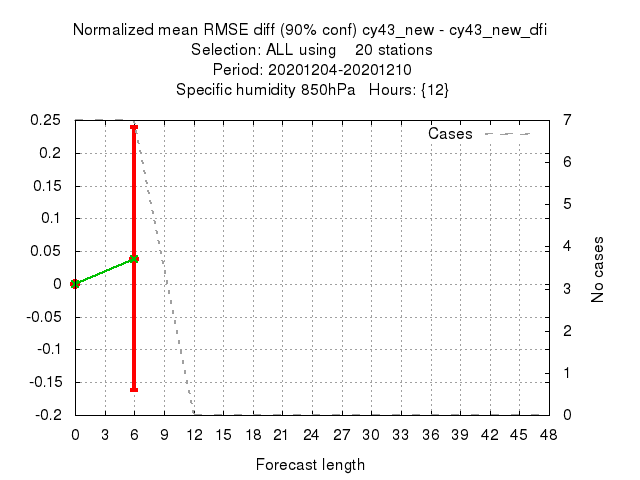 Normalized mean RMSE diff (90% conf) cy43_new - cy43_new_dfi
Selection: ALL using    20 stations
Period: 20201204-20201210
Specific humidity 850hPa   Hours: {12}
Cases
0.25
0.2
0.15
0.1
0.05
0
-0.05
-0.1
-0.15
-0.2
7
6
5
4
3
2
1
0
No cases
0 3 6 9 12 15 18 21 24 27 30 33 36 39 42 45 48
Forecast length